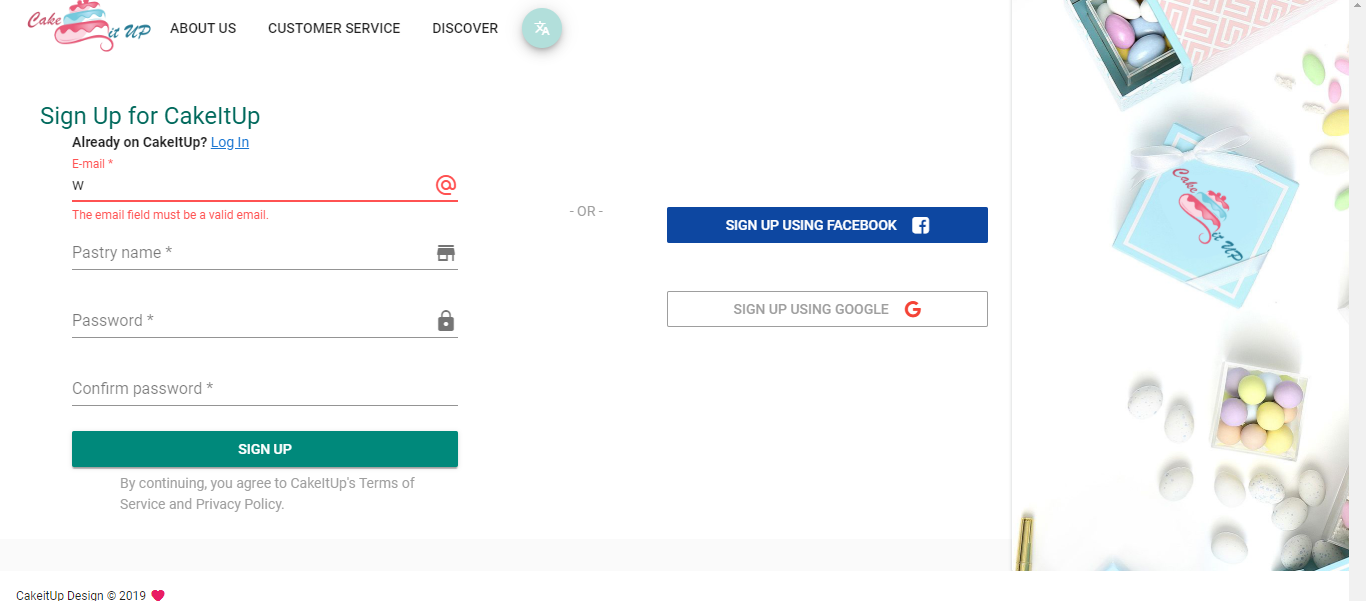 Cake it UP
ABOUT US
CUSTOMER SERVICE
DISCOVER
Sign Up for CakeItUp
Already on CakeItUp? Log In
E-mail *
w
The email field must be a valid email.
Pastry name *
Password *
Confirm password *
SIGN UP
By continuing, you agree to CakeItUp's Terms of
Service and Privacy Policy.
- OR -
SIGN UP USING FACEBOOK
SIGN UP USING GOOGLE
Cake it UP
CakeitUp Design © 2019